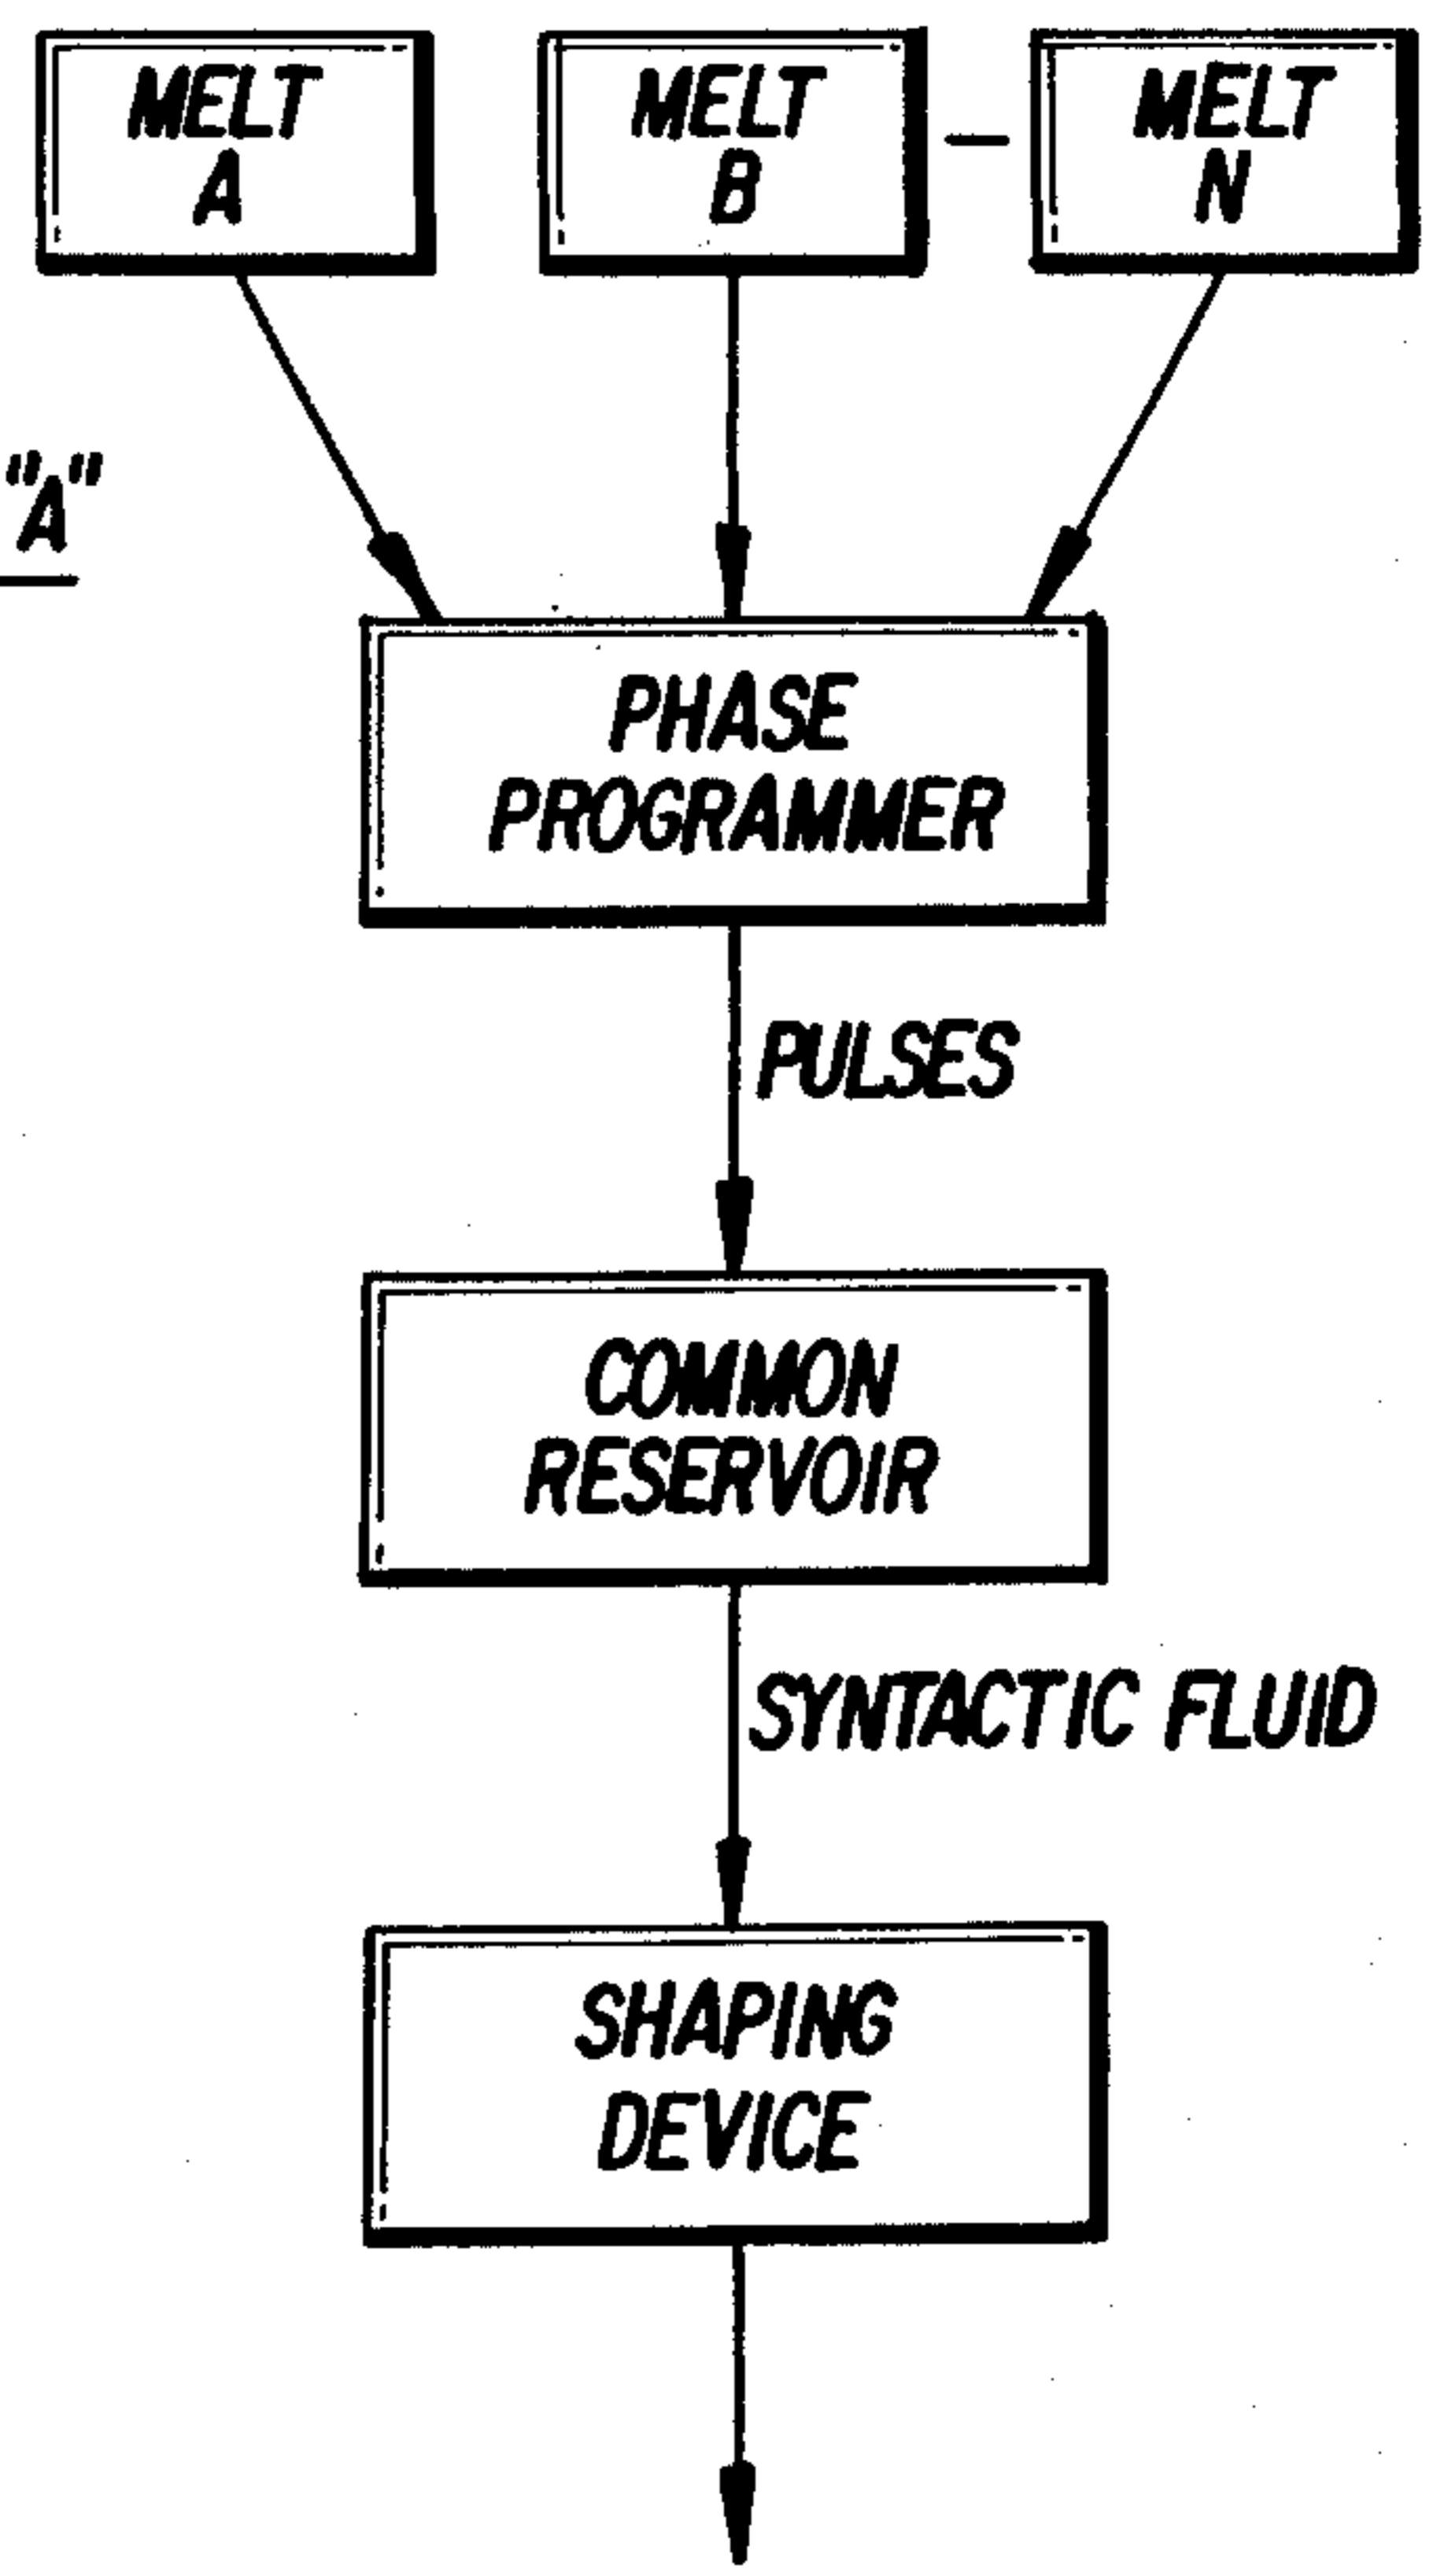 MELT
A
MELT
B
MELT
N
"A"
PHASE
PROGRAMMER
PULSES
COMMON
RESERVOIR
SYNTACTIC FLUID
SHAPING
DEVICE